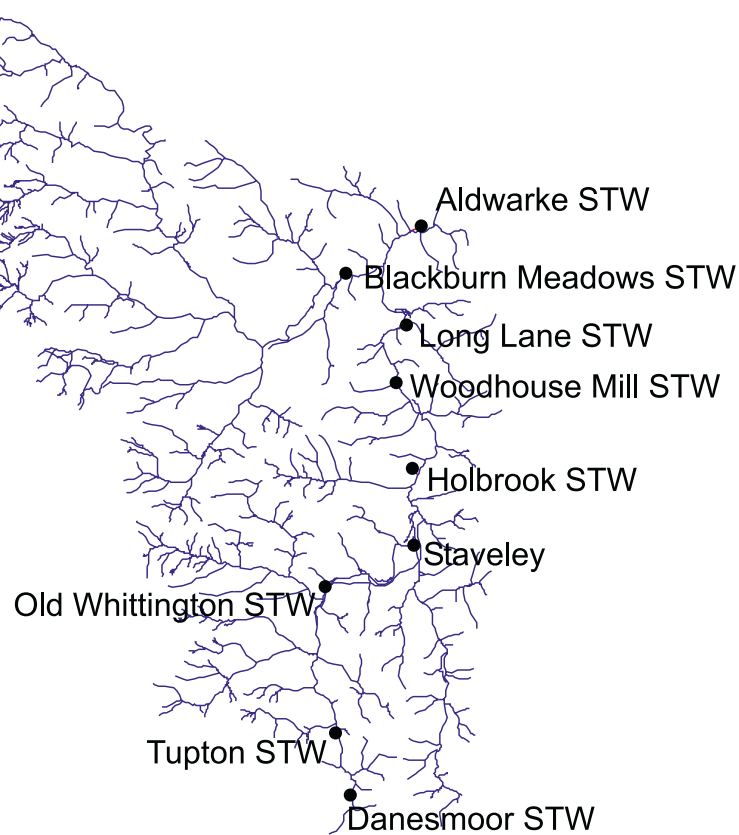 Aldwarke STW
Blackburn Meadows STW
Long Lane STW
Woodhouse Mill STW
Holbrook STW
Staveley
Old Whittington STW
Tupton STW
Danesmoor STW